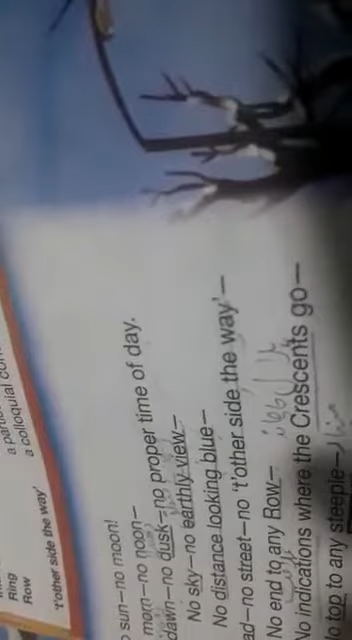 a colloquial
Ring
Row
't'other side the way'
sun—no moon!
morn—no noon—
dawn—no dusk—no proper time of day.
No sky—no earthly view—
No distance looking blue—
no street—no "t'other side the way'—
No end to any Row—
No indications where the Crescents go—
No top to any steeple—